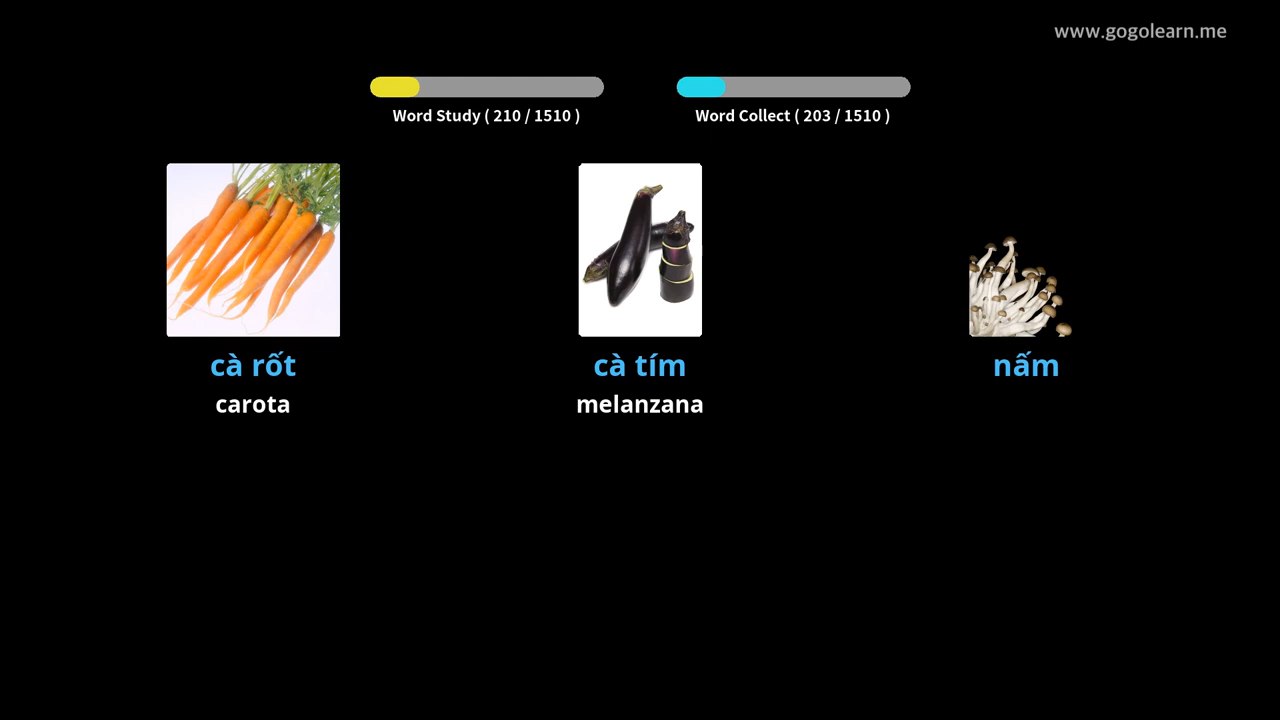 www.gogolearn.me
Word Study ( 210 / 1510 )
Word Collect ( 203 / 1510 )
cà rốt
carota
cà tím
melanzana
nấm